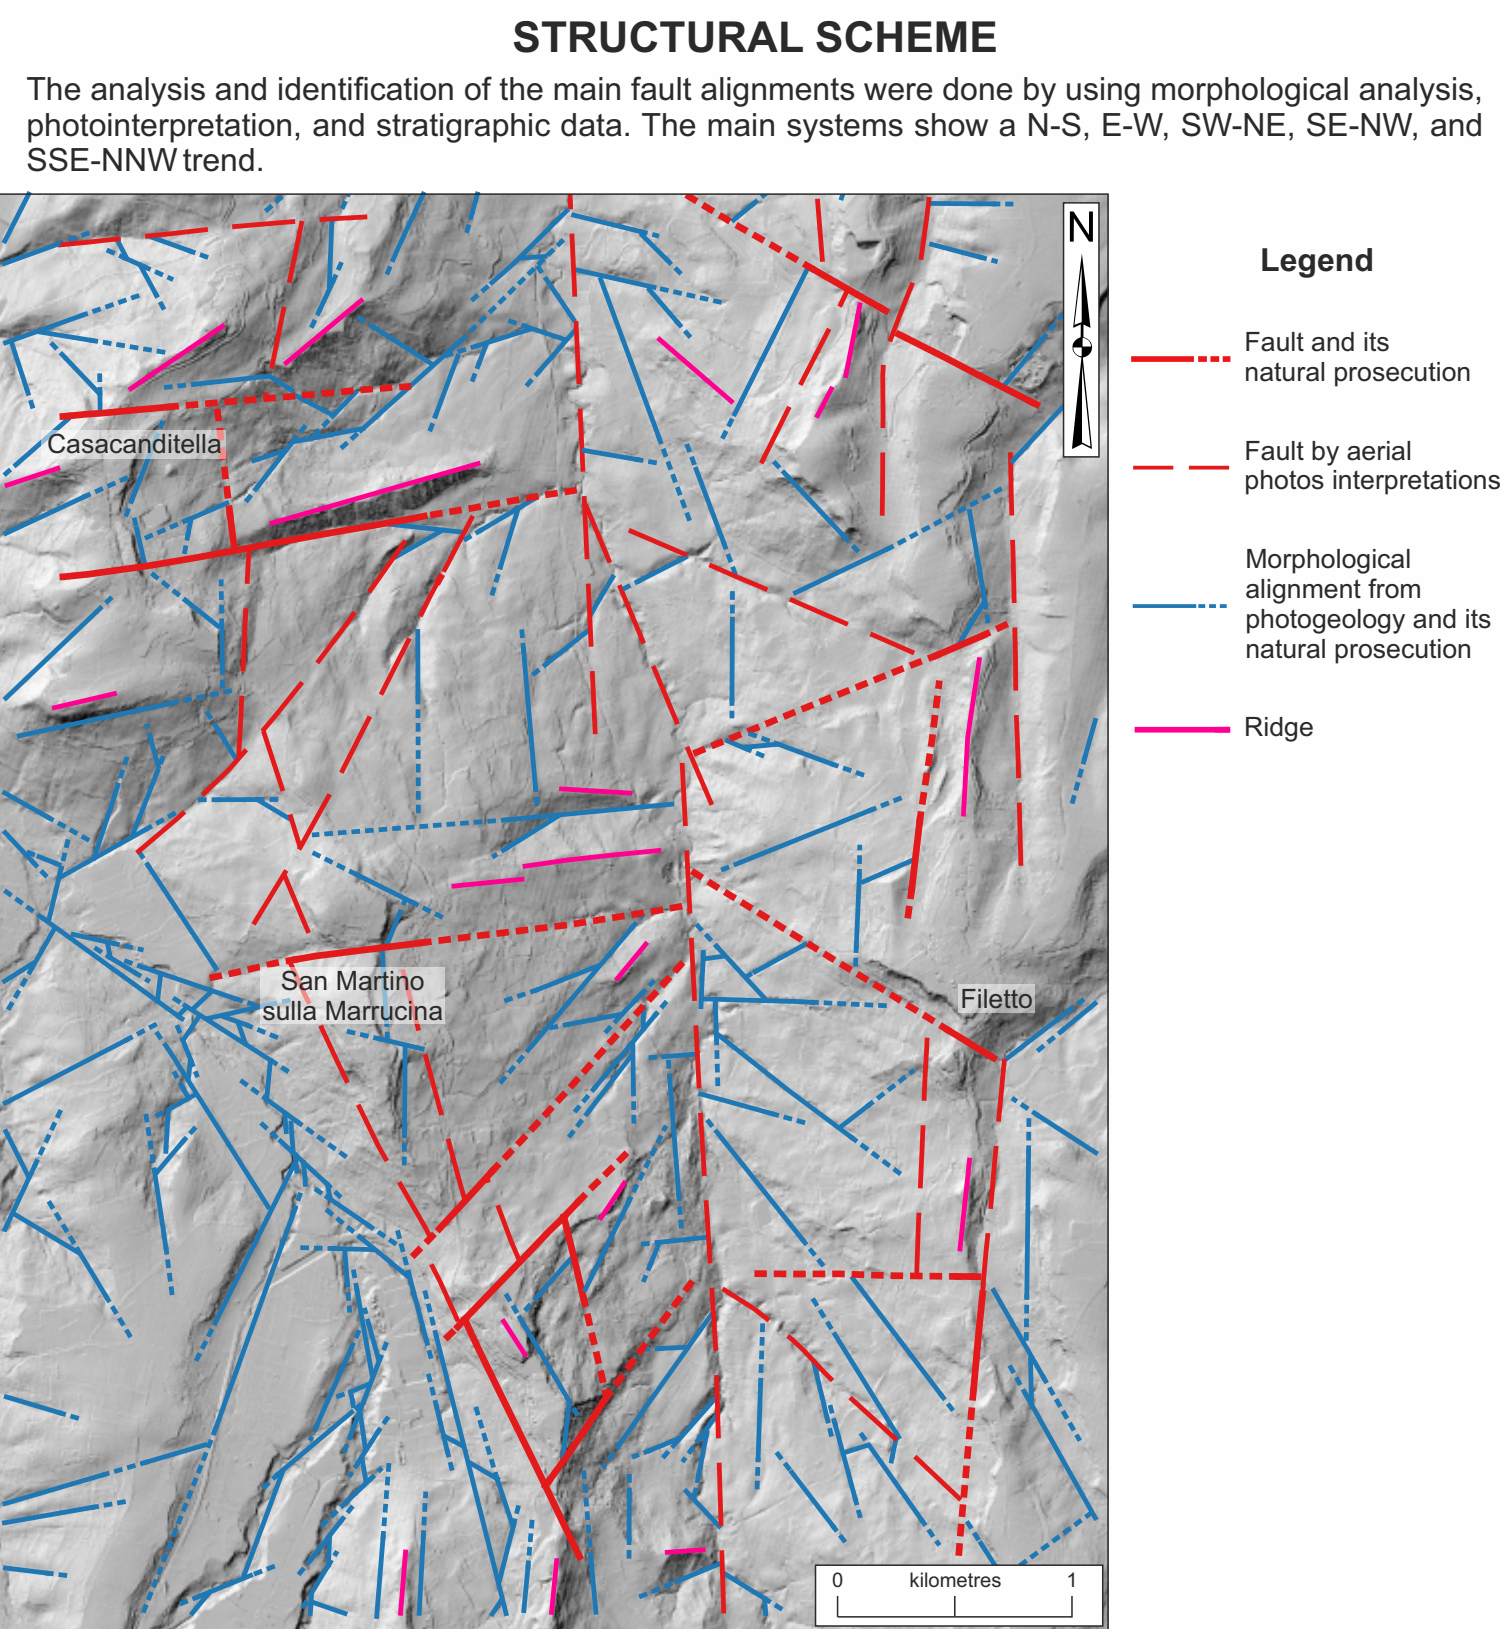 STRUCTURAL SCHEME
The analysis and identification of the main fault alignments were done by using morphological analysis,
photointerpretation, and stratigraphic data. The main systems show a N-S, E-W, SW-NE, SE-NW, and
SSE-NNW trend.
N
Legend
Fault and its
natural prosecution
Fault by aerial
photos interpretations
Morphological
alignment from
photogeology and its
natural prosecution
Ridge
Casacanditella
San Martino
sulla Marrucina
Filetto
0 kilometres 1